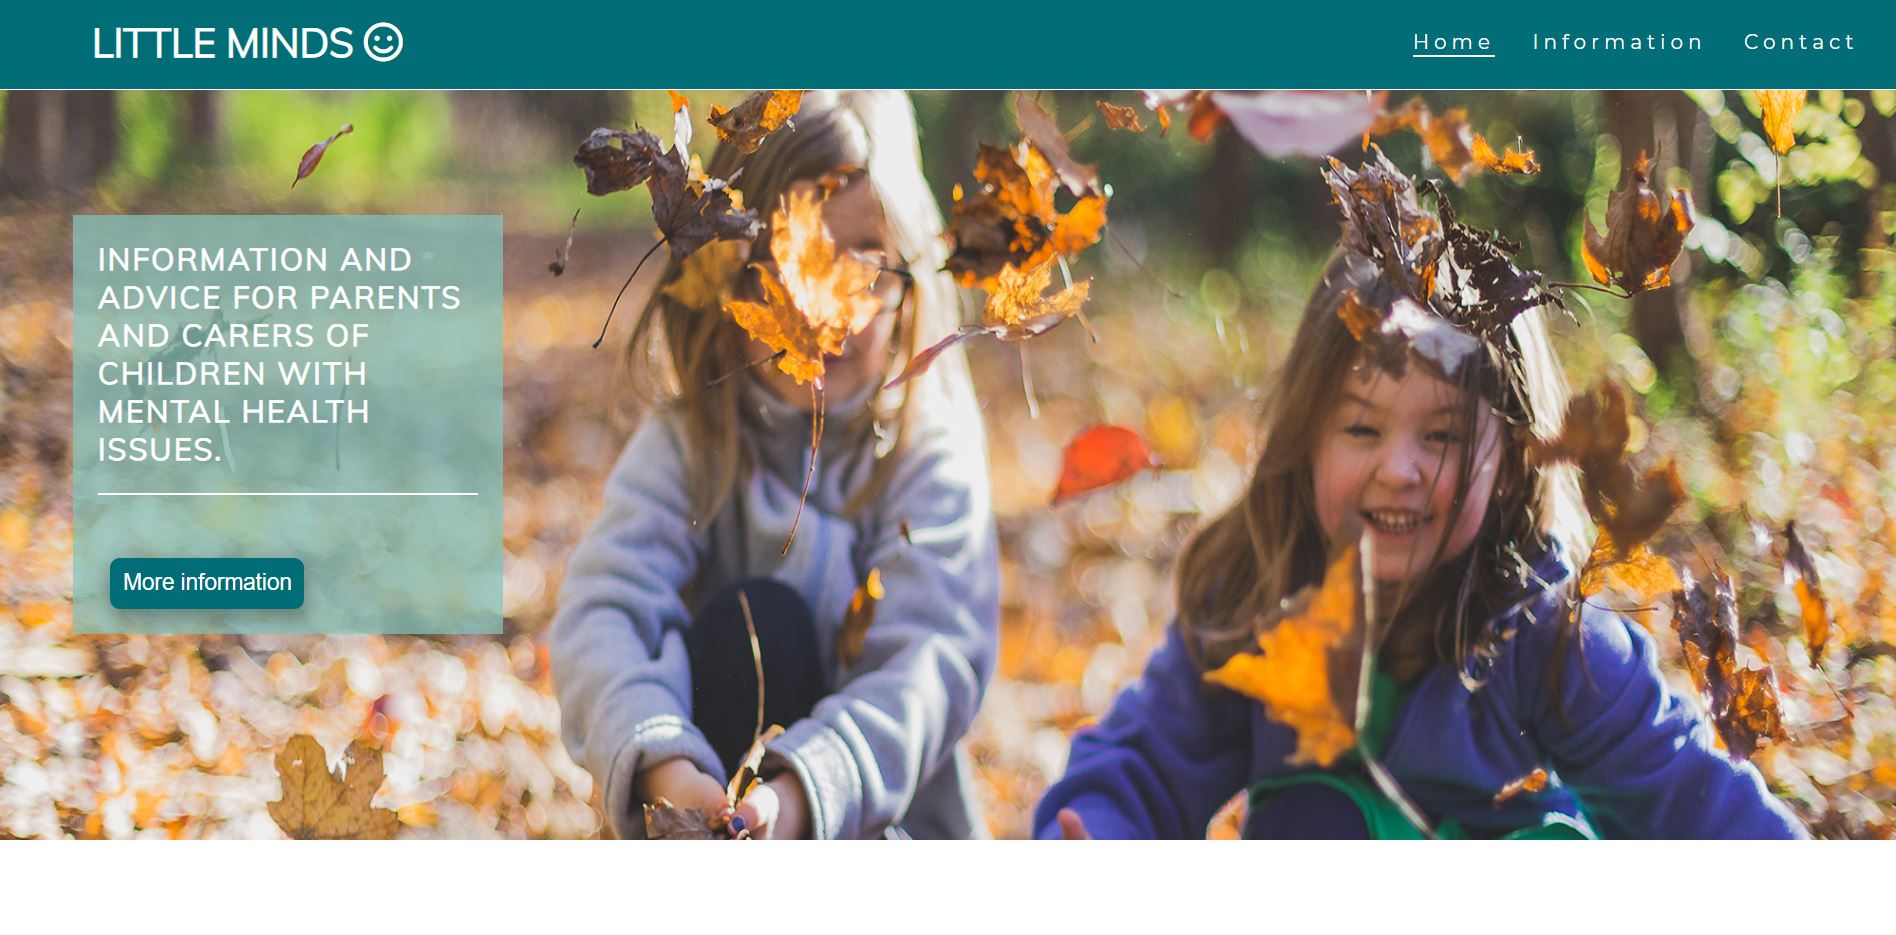 LITTLE MINDS
Home Information Contact
INFORMATION AND
ADVICE FOR PARENTS
AND CARERS OF
CHILDREN WITH
MENTAL HEALTH
ISSUES.
More information